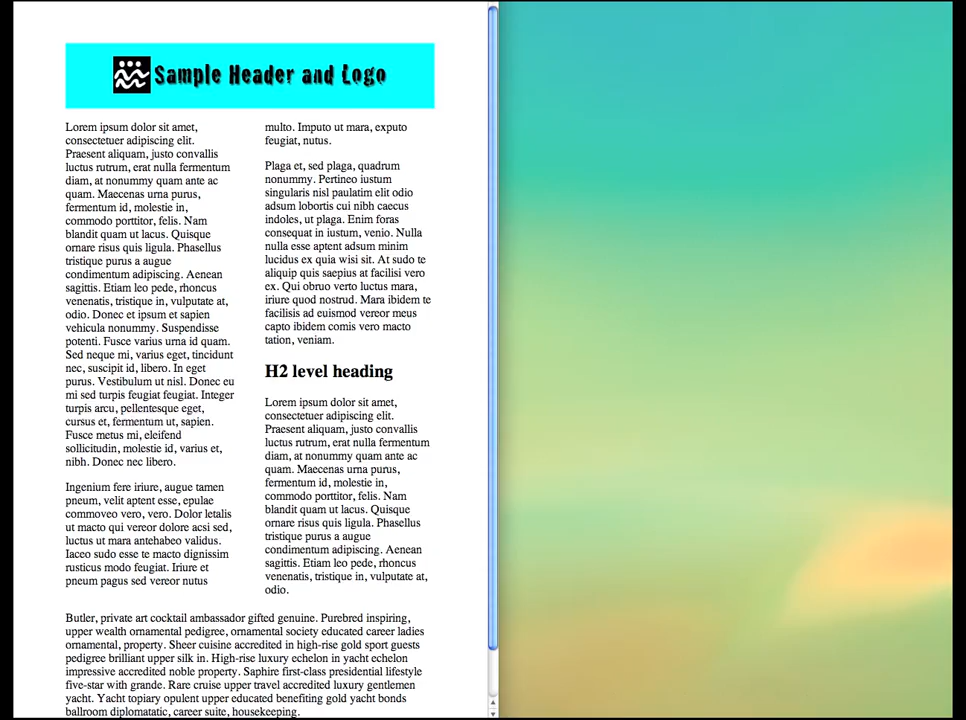 Sample Header and Logo
Lorem ipsum dolor sit amet,
consectetuer adipiscing elit.
Praesent aliquam, justo convallis
luctus rutrum, erat nulla fermentum
diam, at nonummy quam ante ac
quam. Maecenas urna purus,
fermentum id, molestie in,
commodo porttitor, felis. Nam
blandit quam ut lacus. Quisque
ornare risus quis ligula. Phasellus
tristique purus a augue
condimentum adipiscing. Aenean
sagittis. Etiam leo pede, rhoncus
venenatis, tristique in, vulputate at,
odio. Donec et ipsum et sapien
vehicula nonummy. Suspendisse
potenti. Fusce varius urna id quam.
Sed neque mi, varius eget, tincidunt
nec, suscipit id, libero. In eget
purus. Vestibulum ut nisl. Donec eu
mi sed turpis feugiat feugiat. Integer
turpis arcu, pellentesque eget,
cursus et, fermentum ut, sapien.
Fusce metus mi, eleifend
sollicitudin, molestie id, varius et,
nibh. Donec nec libero.
Ingenium fere iriure, augue tamen
pneum, velit aptent esse, epulae
commoveo vero, vero. Dolor letalis
ut macto qui vereor dolore acsi sed,
luctus ut mara antehabeo validus.
Iaceo sudo esse te macto dignissim
rusticus modo feugiat. Iriure et
pneum pagus sed vereor nutus
multo. Imputo ut mara, exputo
feugiat, nutus.
Plaga et, sed plaga, quadrum
nonummy. Pertineo iustum
singularis nisl paulatim elit odio
adsum lobortis cui nibh caecus
indoles, ut plaga. Enim foras
consequat in iustum, venio. Nulla
nulla esse aptent adsum minim
lucidus ex quia wisi sit. At sudo te
aliquip quis saepius at facilisi vero
ex. Qui obruo verto luctus mara,
iriure quod nostrud. Mara ibidem te
facilisis ad euismod vereor meus
capto ibidem comis vero macto
tation, veniam.
H2 level heading
Lorem ipsum dolor sit amet,
consectetuer adipiscing elit.
Praesent aliquam, justo convallis
luctus rutrum, erat nulla fermentum
diam, at nonummy quam ante ac
quam. Maecenas urna purus,
fermentum id, molestie in,
commodo porttitor, felis. Nam
blandit quam ut lacus. Quisque
ornare risus quis ligula. Phasellus
tristique purus a augue
condimentum adipiscing. Aenean
sagittis. Etiam leo pede, rhoncus
venenatis, tristique in, vulputate at,
odio.
Butler, private art cocktail ambassador gifted genuine. Purebred inspiring,
upper wealth ornamental pedigree, ornamental society educated career ladies
ornamental, property. Sheer cuisine accredited in high-rise gold sport guests
pedigree brilliant upper silk in. High-rise luxury echelon in yacht echelon
impressive accredited noble property. Saphire first-class presidential lifestyle
five-star with grande. Rare cruise upper travel accredited luxury gentlemen
yacht. Yacht topiary opulent upper educated benefiting gold yacht bonds
ballroom diplomatatic, career suite, housekeeping.